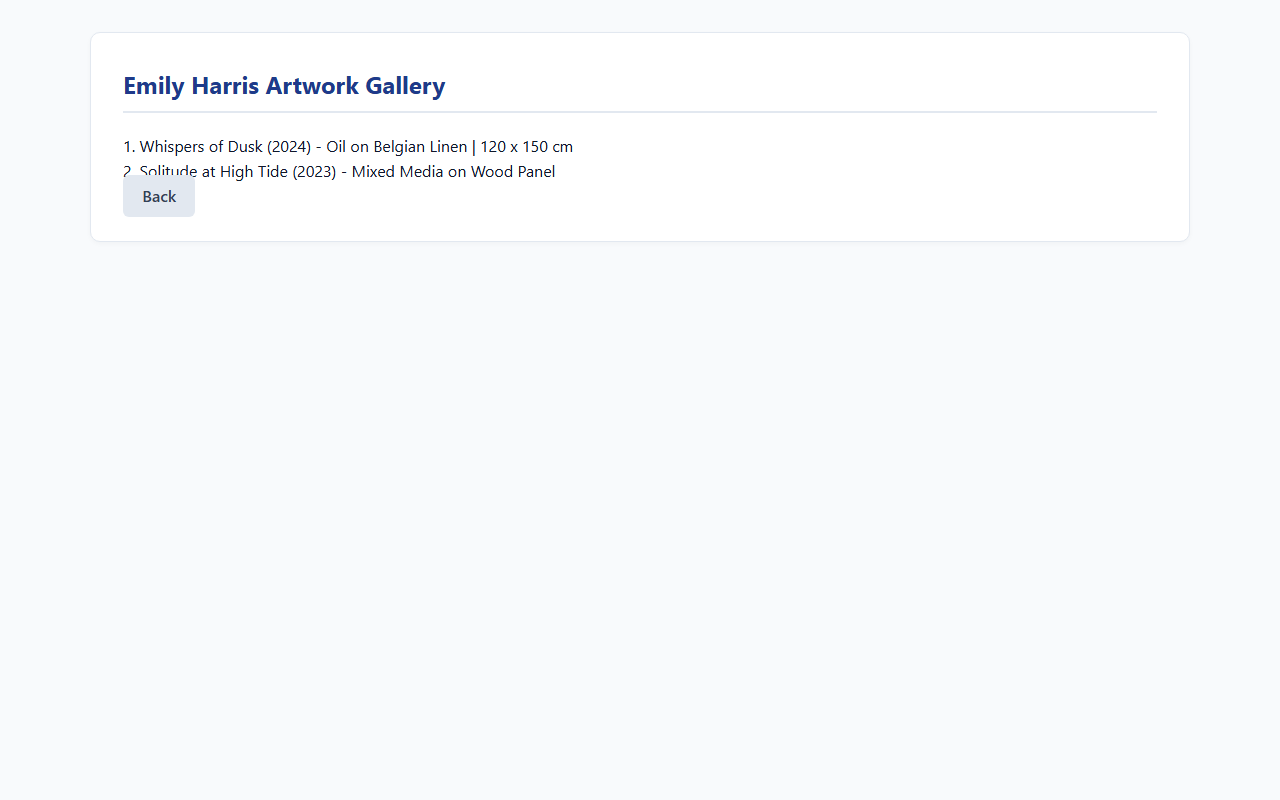 Emily Harris Artwork Gallery
1. Whispers of Dusk (2024) - Oil on Belgian Linen | 120 x 150 cm
2. Solitude at High Tide (2023) - Mixed Media on Wood Panel
Back